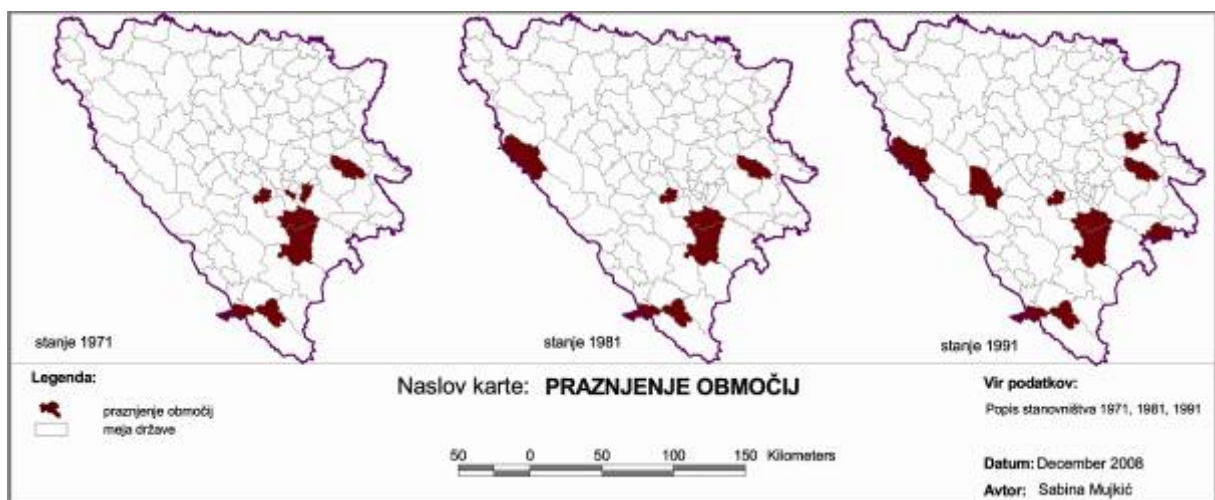 stanje 1971
stanje 1981
stanje 1991
Legenda:
praznjenje območij
meja države
Naslov karte: PRAZNJENJE OBMOČIJ
50 0 50 100 150 Kilometers
Vir podatkov:
Popis stanovništva 1971, 1981, 1991
Datum: December 2008
Avtor: Sabina Mujkić